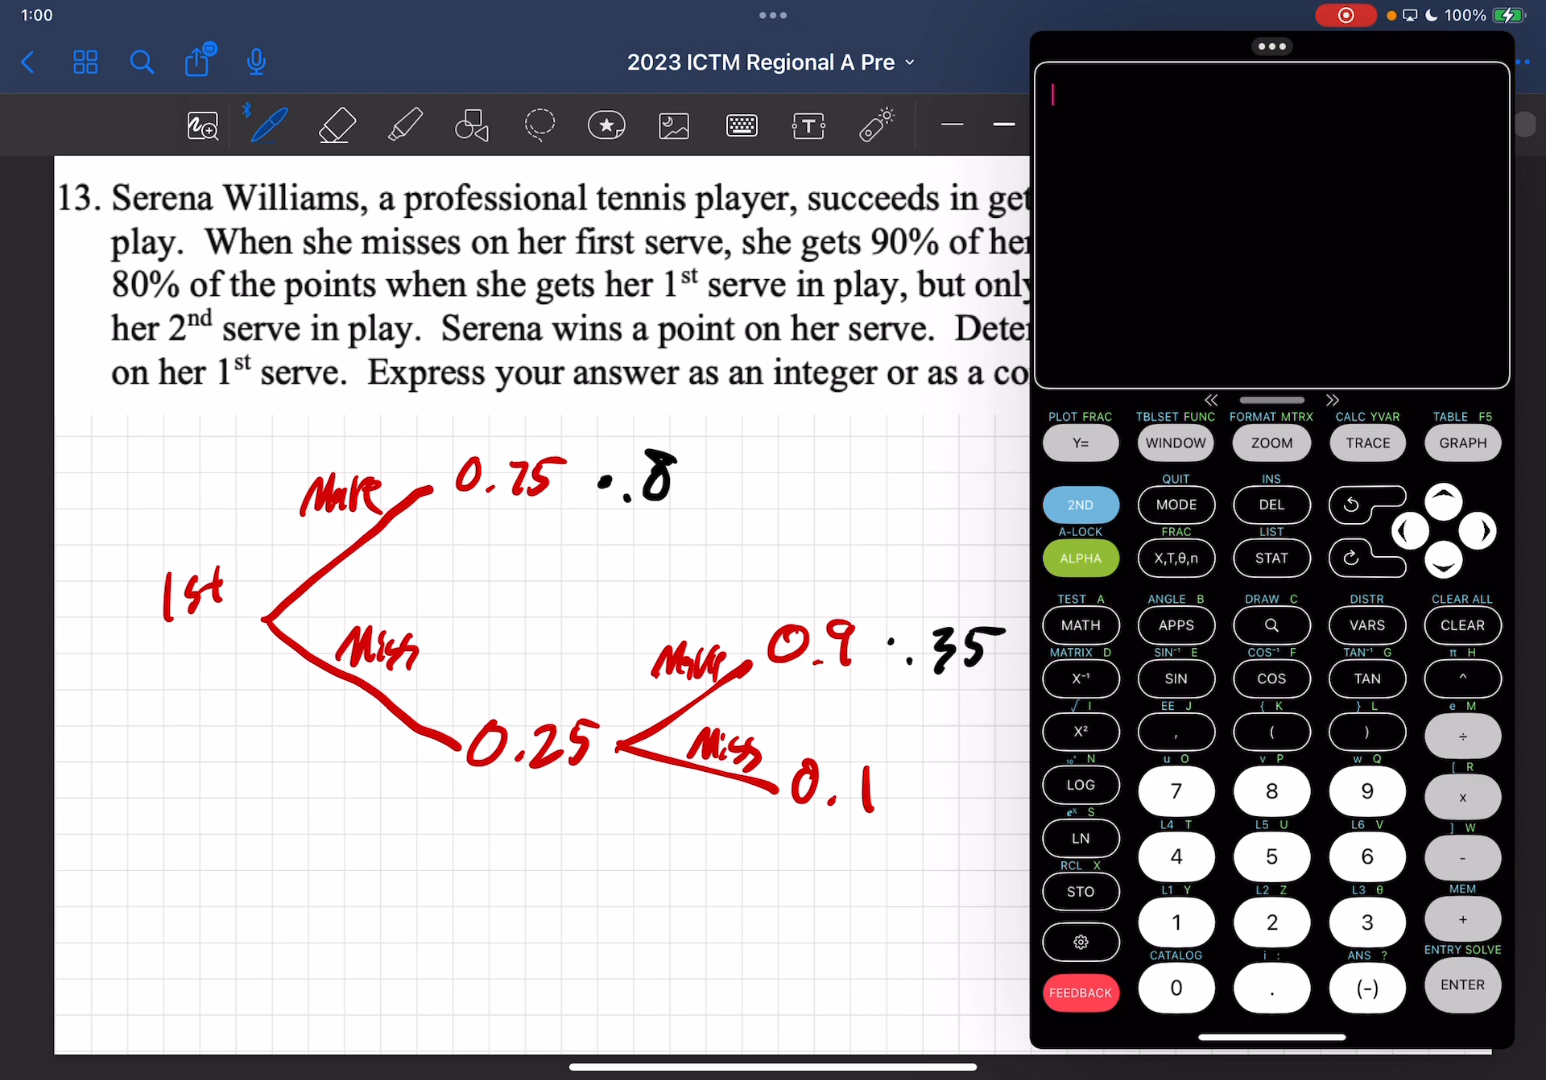 1:00
100%
2023 ICTM Regional A Pre
T
13. Serena Williams, a professional tennis player, succeeds in get
play. When she misses on her first serve, she gets 90% of her
80% of the points when she gets her 1st serve in play, but only
her 2nd serve in play. Serena wins a point on her serve. Deter
on her 1st serve. Express your answer as an integer or as a co
Make 0.75 · .8
1st
Miss
Make 0.9 · .35
0.25 Miss
0.1
PLOT FRAC TBLSET FUNC FORMAT MTRX CALC YVAR TABLE F5
Y= WINDOW ZOOM TRACE GRAPH
QUIT INS
2ND MODE DEL
A-LOCK FRAC LIST
ALPHA X,T,θ,n STAT
TEST A ANGLE B DRAW C DISTR CLEAR ALL
MATH APPS VARS CLEAR
MATRIX D SIN⁻¹ E COS⁻¹ F TAN⁻¹ G π H
X⁻¹ SIN COS TAN ^
√ I EE J { K } L e M
X² , ( ) ÷
10ˣ N u O v P w Q [ R
LOG 7 8 9 x
eˣ S L4 T L5 U L6 V ] W
LN 4 5 6 -
RCL X L1 Y L2 Z L3 θ MEM
STO 1 2 3 +
CATALOG i : ANS ? ENTRY SOLVE
FEEDBACK 0 . (-) ENTER